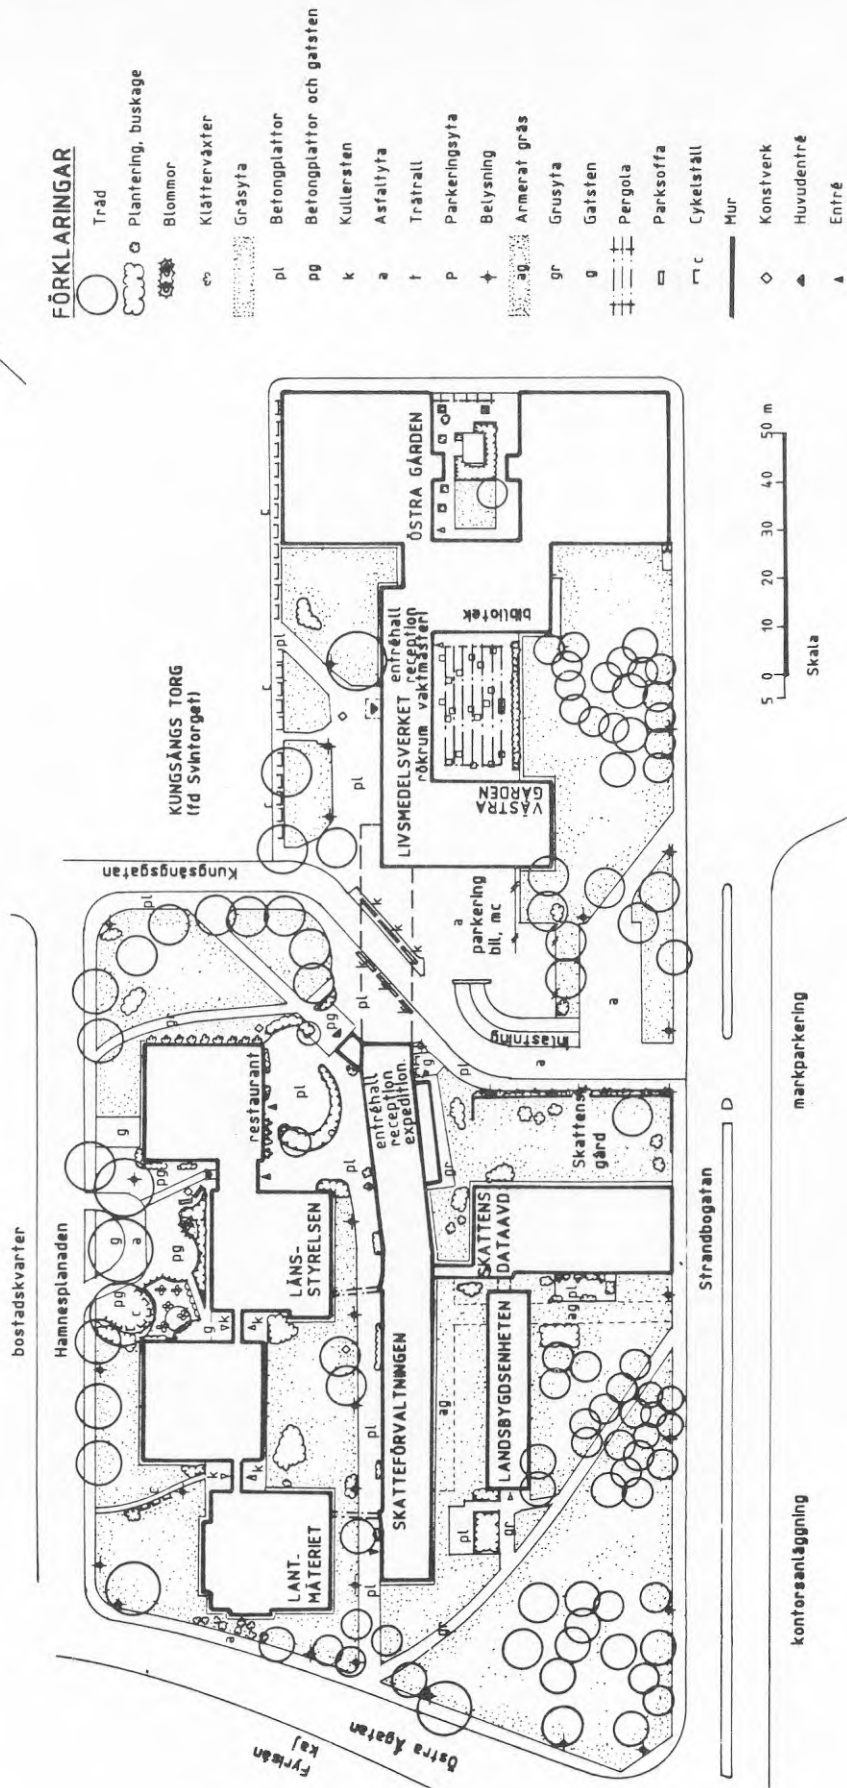 FÖRKLARINGAR
Träd
Plantering, buskage
Blommor
Klätterväxter
Gräsyta
pl Betongplattor
pg Betongplattor och gatsten
k Kullersten
a Asfaltyta
t Trätrall
p Parkeringsyta
Belysning
ag Armerat gräs
gr Grusyta
g Gatsten
Pergola
Parksoffa
c Cykelställ
Mur
Konstverk
Huvudentré
Entré
bostadskvarter
Hamnesplanaden
Kungsängsgatan
KUNGSÄNGS TORG
(fd Svintorget)
Fyrisån
kaj
Östra Ågatan
LANT-
MÄTERIET
LÄNS-
STYRELSEN
restaurant
SKATTEFÖRVALTNINGEN
entréhall
reception
expedition
LANDSBYGDSENHETEN
SKATTENS
DATAAVD.
Skattens
gård
inlastning
a
parkering
bil, mc
LIVSMEDELSVERKET
entréhall
reception
rökrum vaktmästeri
VÄSTRA
GÅRDEN
bibliotek
ÖSTRA GÅRDEN
Strandbogatan
kontorsanläggning
markparkering
5 0 10 20 30 40 50 m
Skala